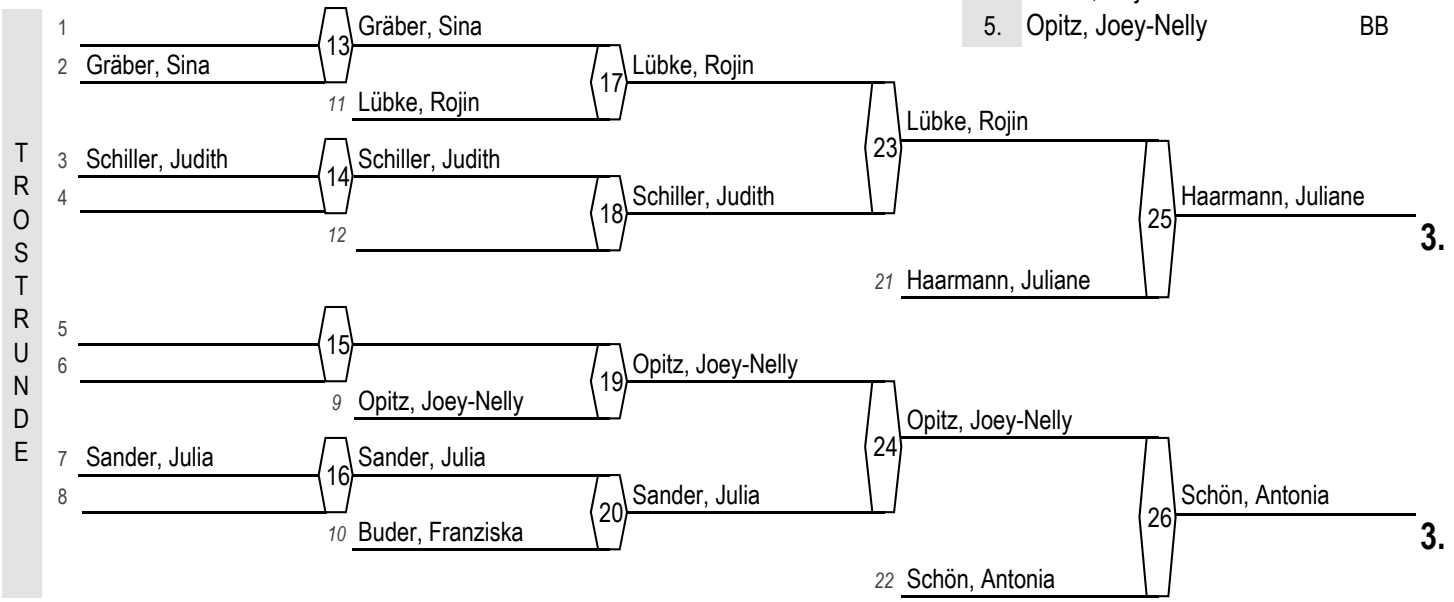 5. Opitz, Joey-Nelly BB
TROSTRUNDE
1
13 Gräber, Sina
2 Gräber, Sina
17 Lübke, Rojin
11 Lübke, Rojin
23 Lübke, Rojin
3 Schiller, Judith
14 Schiller, Judith
4
18 Schiller, Judith
12
25 Haarmann, Juliane
3.
21 Haarmann, Juliane
5
15
6
19 Opitz, Joey-Nelly
9 Opitz, Joey-Nelly
24 Opitz, Joey-Nelly
7 Sander, Julia
16 Sander, Julia
8
20 Sander, Julia
10 Buder, Franziska
26 Schön, Antonia
3.
22 Schön, Antonia